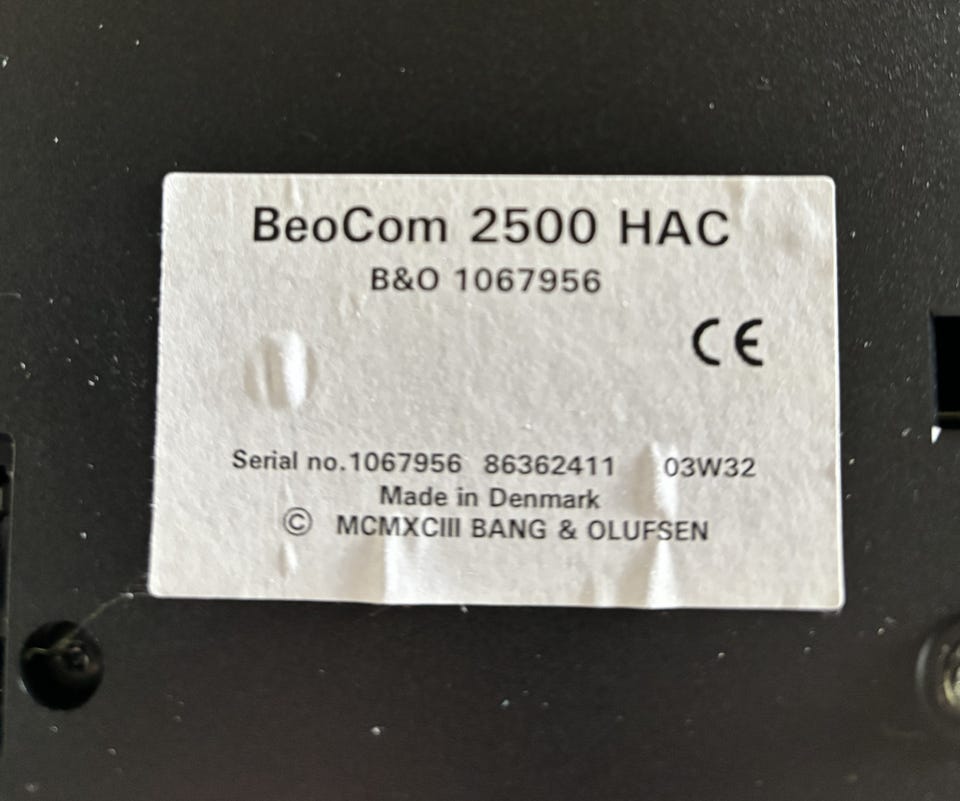 BeoCom 2500 HAC
B&O 1067956
CE
Serial no.1067956 86362411 03W32
Made in Denmark
© MCMXCIII BANG & OLUFSEN